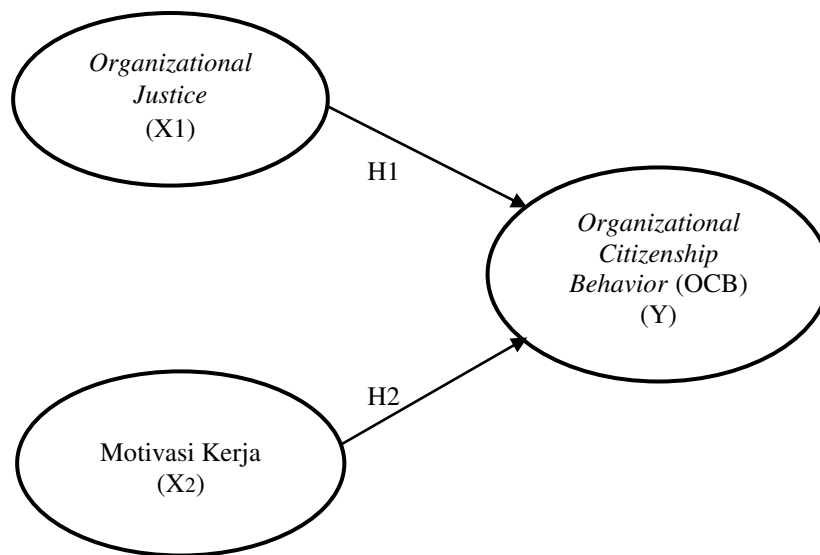 Organizational
Justice
(X1)
H1
Organizational
Citizenship
Behavior (OCB)
(Y)
H2
Motivasi Kerja
(X2)